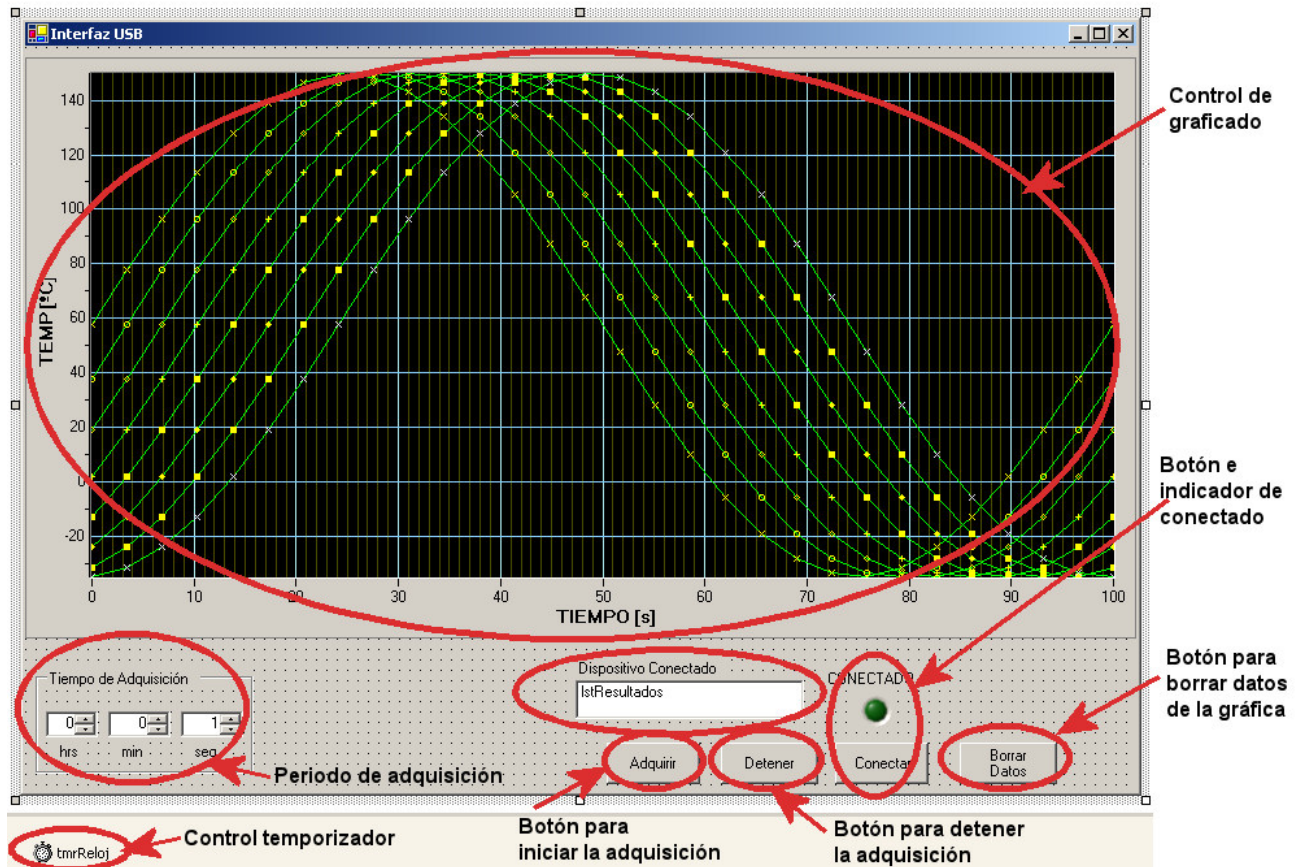 Interfaz USB
Control de
graficado
140
120
100
80
60
40
20
0
-20
TEMP [ºC]
0 10 20 30 40 50 60 70 80 90 100
TIEMPO [s]
Botón e
indicador de
conectado
Tiempo de Adquisición
0 0 1
hrs min seg
Periodo de adquisición
Dispositivo Conectado
lstResultados
CONECTADO
Adquirir
Detener
Conectar
Borrar
Datos
Botón para
borrar datos
de la gráfica
tmrReloj
Control temporizador
Botón para
iniciar la adquisición
Botón para detener
la adquisición